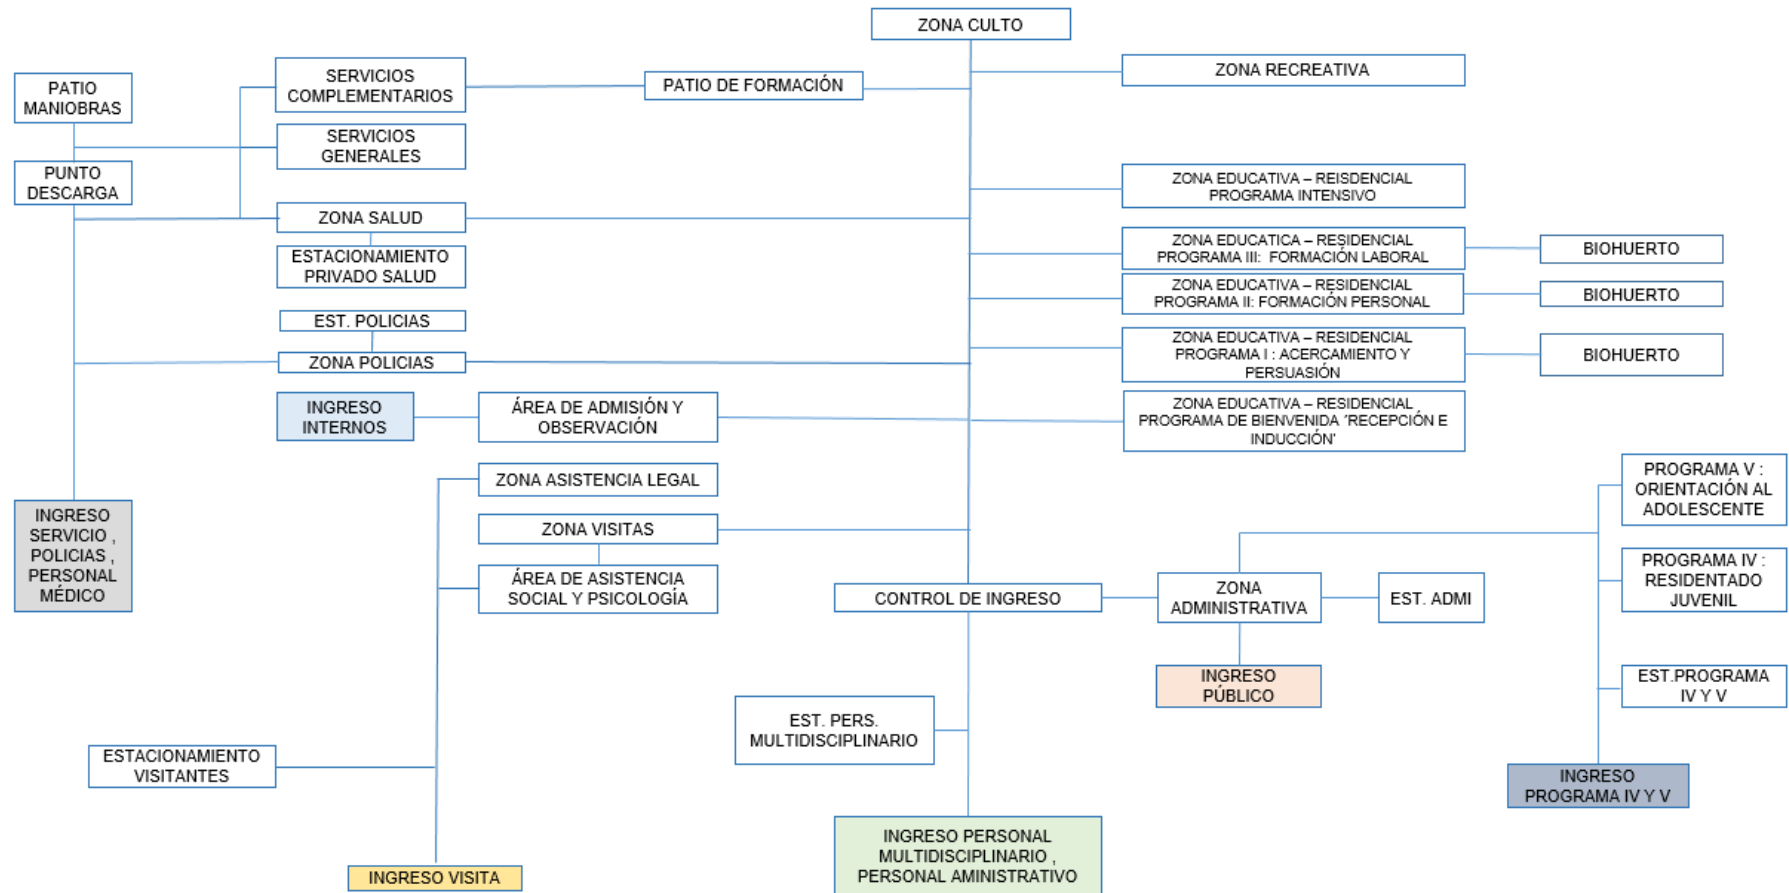 ZONA CULTO
SERVICIOS
COMPLEMENTARIOS
ZONA RECREATIVA
PATIO
MANIOBRAS
PATIO DE FORMACIÓN
SERVICIOS
GENERALES
PUNTO
DESCARGA
ZONA EDUCATIVA – REISDENCIAL
PROGRAMA INTENSIVO
ZONA SALUD
ESTACIONAMIENTO
PRIVADO SALUD
ZONA EDUCATICA – RESIDENCIAL
PROGRAMA III: FORMACIÓN LABORAL
BIOHUERTO
ZONA EDUCATIVA – RESIDENCIAL
PROGRAMA II: FORMACIÓN PERSONAL
BIOHUERTO
EST. POLICIAS
ZONA POLICIAS
ZONA EDUCATIVA – RESIDENCIAL
PROGRAMA I : ACERCAMIENTO Y
PERSUASIÓN
BIOHUERTO
INGRESO
INTERNOS
ÁREA DE ADMISIÓN Y
OBSERVACIÓN
ZONA EDUCATIVA – RESIDENCIAL
PROGRAMA DE BIENVENIDA ‘RECEPCIÓN E
INDUCCIÓN’
ZONA ASISTENCIA LEGAL
PROGRAMA V :
ORIENTACIÓN AL
ADOLESCENTE
INGRESO
SERVICIO ,
POLICIAS ,
PERSONAL
MÉDICO
ZONA VISITAS
ÁREA DE ASISTENCIA
SOCIAL Y PSICOLOGÍA
CONTROL DE INGRESO
ZONA
ADMINISTRATIVA
EST. ADMI
PROGRAMA IV :
RESIDENTADO
JUVENIL
INGRESO
PÚBLICO
EST.PROGRAMA
IV Y V
EST. PERS.
MULTIDISCIPLINARIO
ESTACIONAMIENTO
VISITANTES
INGRESO
PROGRAMA IV Y V
INGRESO PERSONAL
MULTIDISCIPLINARIO ,
PERSONAL AMINISTRATIVO
INGRESO VISITA